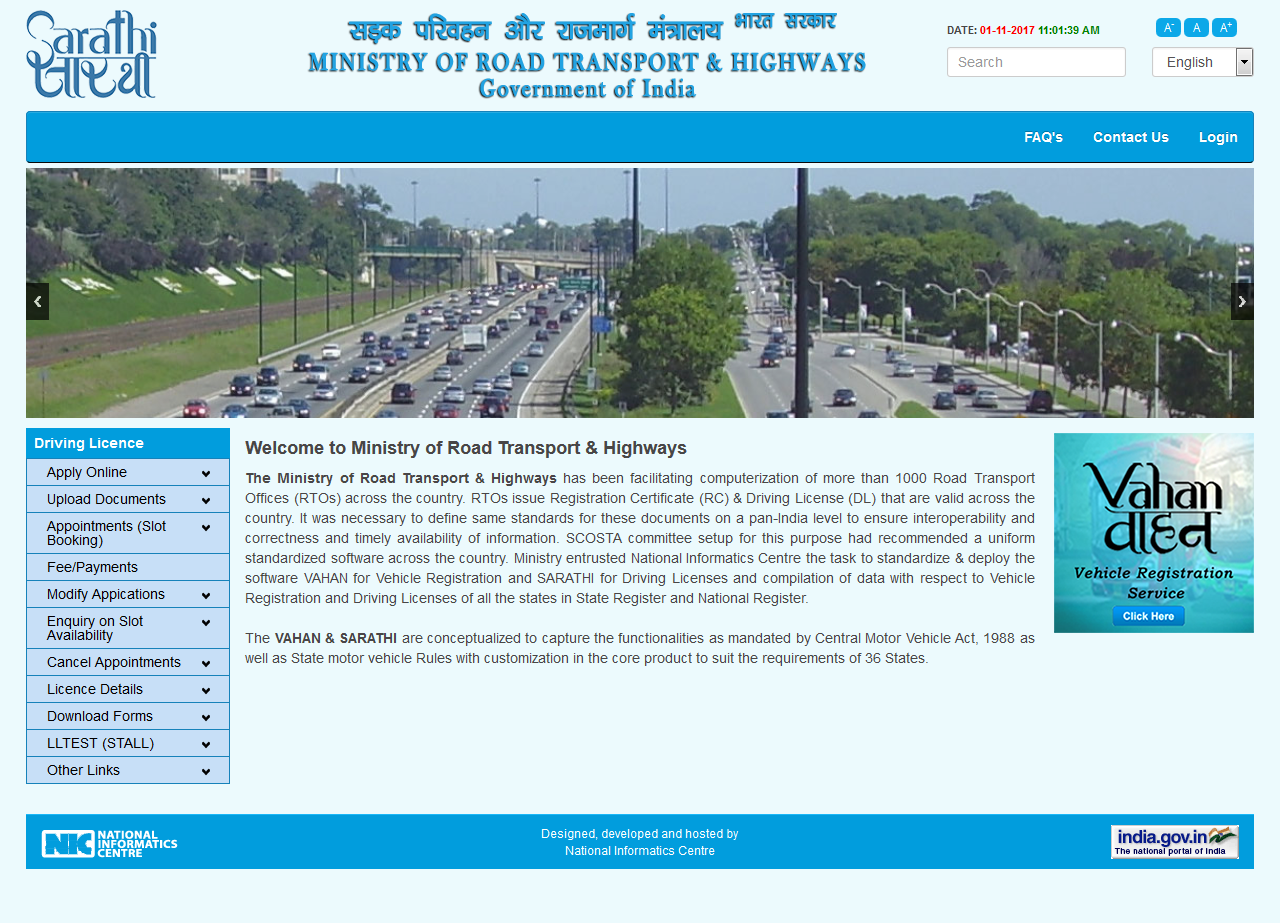 Sarathi
सारथी
सड़क परिवहन और राजमार्ग मंत्रालय भारत सरकार
MINISTRY OF ROAD TRANSPORT & HIGHWAYS
Government of India
DATE: 01-11-2017 11:01:39 AM
A- A A+
Search
English
FAQ's Contact Us Login
Driving Licence
Apply Online
Upload Documents
Appointments (Slot
Booking)
Fee/Payments
Modify Appications
Enquiry on Slot
Availability
Cancel Appointments
Licence Details
Download Forms
LLTEST (STALL)
Other Links
Welcome to Ministry of Road Transport & Highways
The Ministry of Road Transport & Highways has been facilitating computerization of more than 1000 Road Transport
Offices (RTOs) across the country. RTOs issue Registration Certificate (RC) & Driving License (DL) that are valid across the
country. It was necessary to define same standards for these documents on a pan-India level to ensure interoperability and
correctness and timely availability of information. SCOSTA committee setup for this purpose had recommended a uniform
standardized software across the country. Ministry entrusted National Informatics Centre the task to standardize & deploy the
software VAHAN for Vehicle Registration and SARATHI for Driving Licenses and compilation of data with respect to Vehicle
Registration and Driving Licenses of all the states in State Register and National Register.
The VAHAN & SARATHI are conceptualized to capture the functionalities as mandated by Central Motor Vehicle Act, 1988 as
well as State motor vehicle Rules with customization in the core product to suit the requirements of 36 States.
Vahan
वाहन
Vehicle Registration
Service
Click Here
NIC NATIONAL
INFORMATICS
CENTRE
Designed, developed and hosted by
National Informatics Centre
india.gov.in
The national portal of India